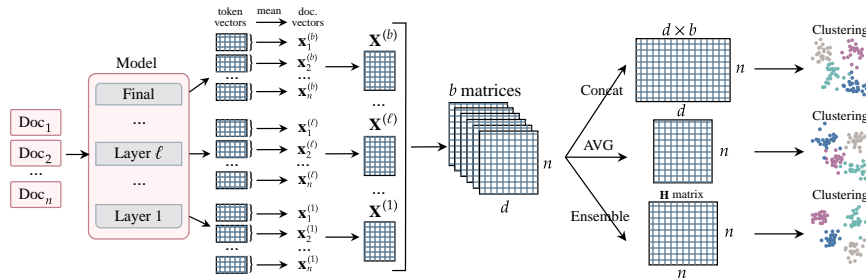 token vectors
mean
doc. vectors
Model
Final
...
Layer ℓ
...
Layer 1
Doc₁
Doc₂
...
Docₙ
x₁⁽ᵇ⁾
x₂⁽ᵇ⁾
... ...
xₙ⁽ᵇ⁾
x₁⁽ℓ⁾
x₂⁽ℓ⁾
... ...
xₙ⁽ℓ⁾
x₁⁽¹⁾
x₂⁽¹⁾
... ...
xₙ⁽¹⁾
X⁽ᵇ⁾
...
X⁽ℓ⁾
...
X⁽¹⁾
b matrices
n
d
Concat
AVG
Ensemble
d × b
n
d
n
H matrix
n
n
Clustering
Clustering
Clustering